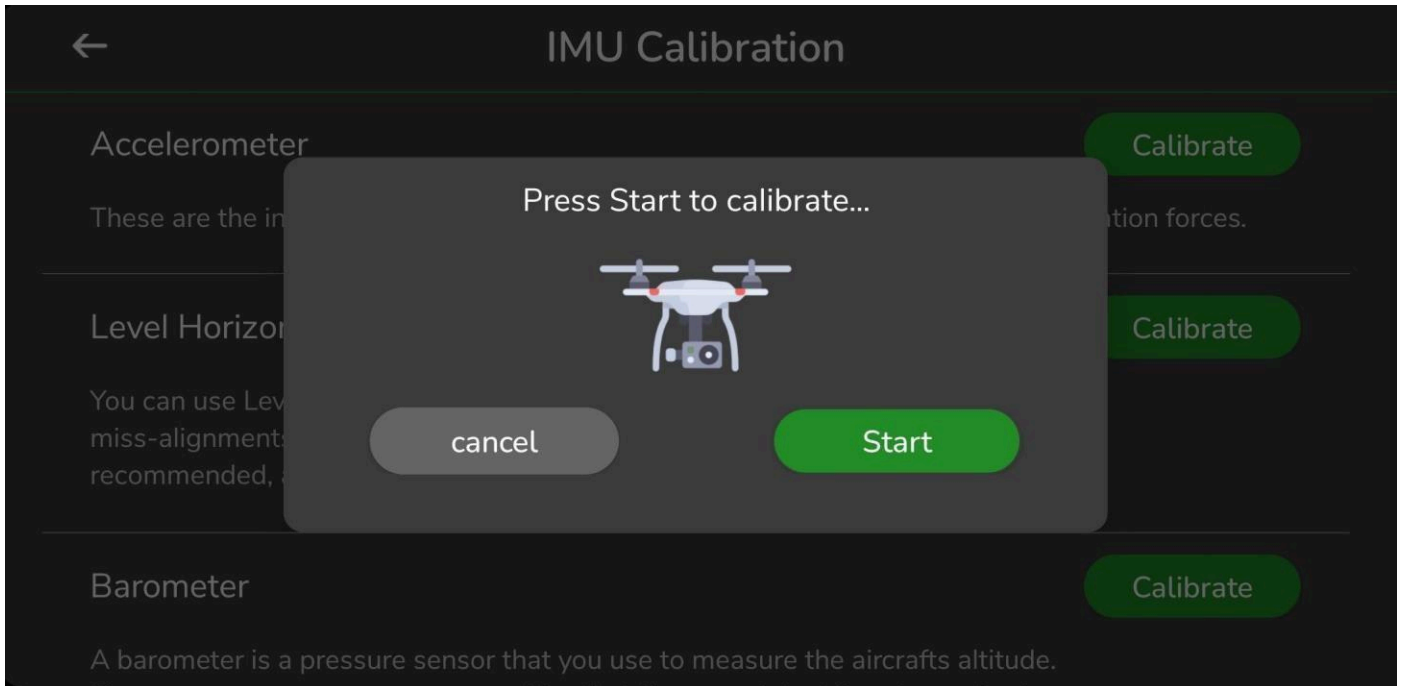 IMU Calibration
Accelerometer
Calibrate
These are the in
tion forces.
Press Start to calibrate...
Level Horizon
Calibrate
You can use Lev
miss-alignments
recommended,
cancel
Start
Barometer
Calibrate
A barometer is a pressure sensor that you use to measure the aircrafts altitude.